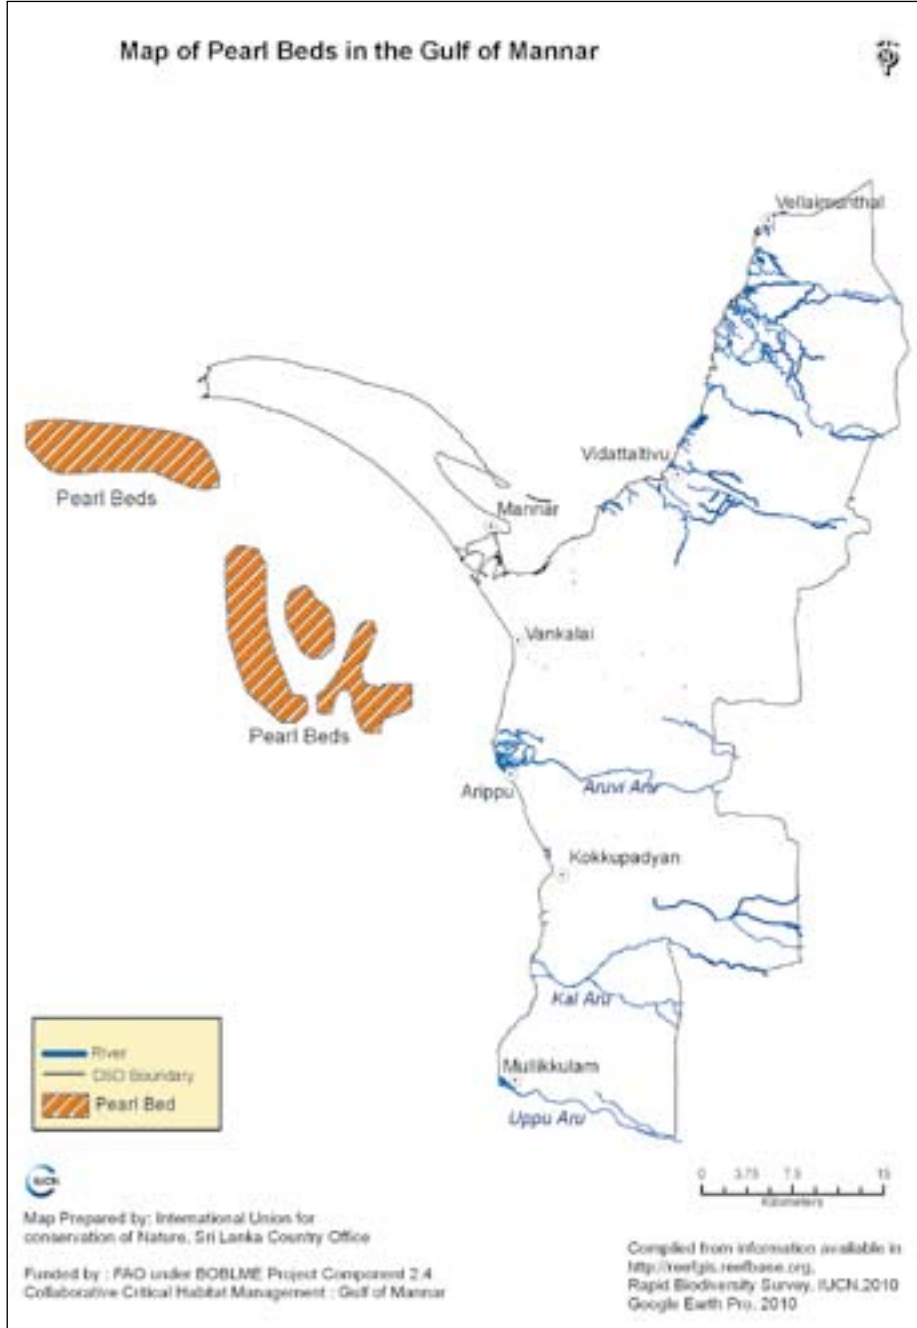 Map of Pearl Beds in the Gulf of Mannar
Vellaimunthal
Vidattaltivu
Pearl Beds
Mannar
Vankalai
Pearl Beds
Arippu
Aruvi Aru
Kokkupadyan
Kal Aru
Mullikkulam
Uppu Aru
River
DSD Boundary
Pearl Bed
IUCN
0 3.75 7.5 15
Kilometers
Map Prepared by: International Union for
conservation of Nature, Sri Lanka Country Office
Funded by : FAO under BOBLME Project Component 2.4
Collaborative Critical Habitat Management : Gulf of Mannar
Compiled from information available in
http://reefgis.reefbase.org,
Rapid Biodiversity Survey, IUCN,2010
Google Earth Pro, 2010